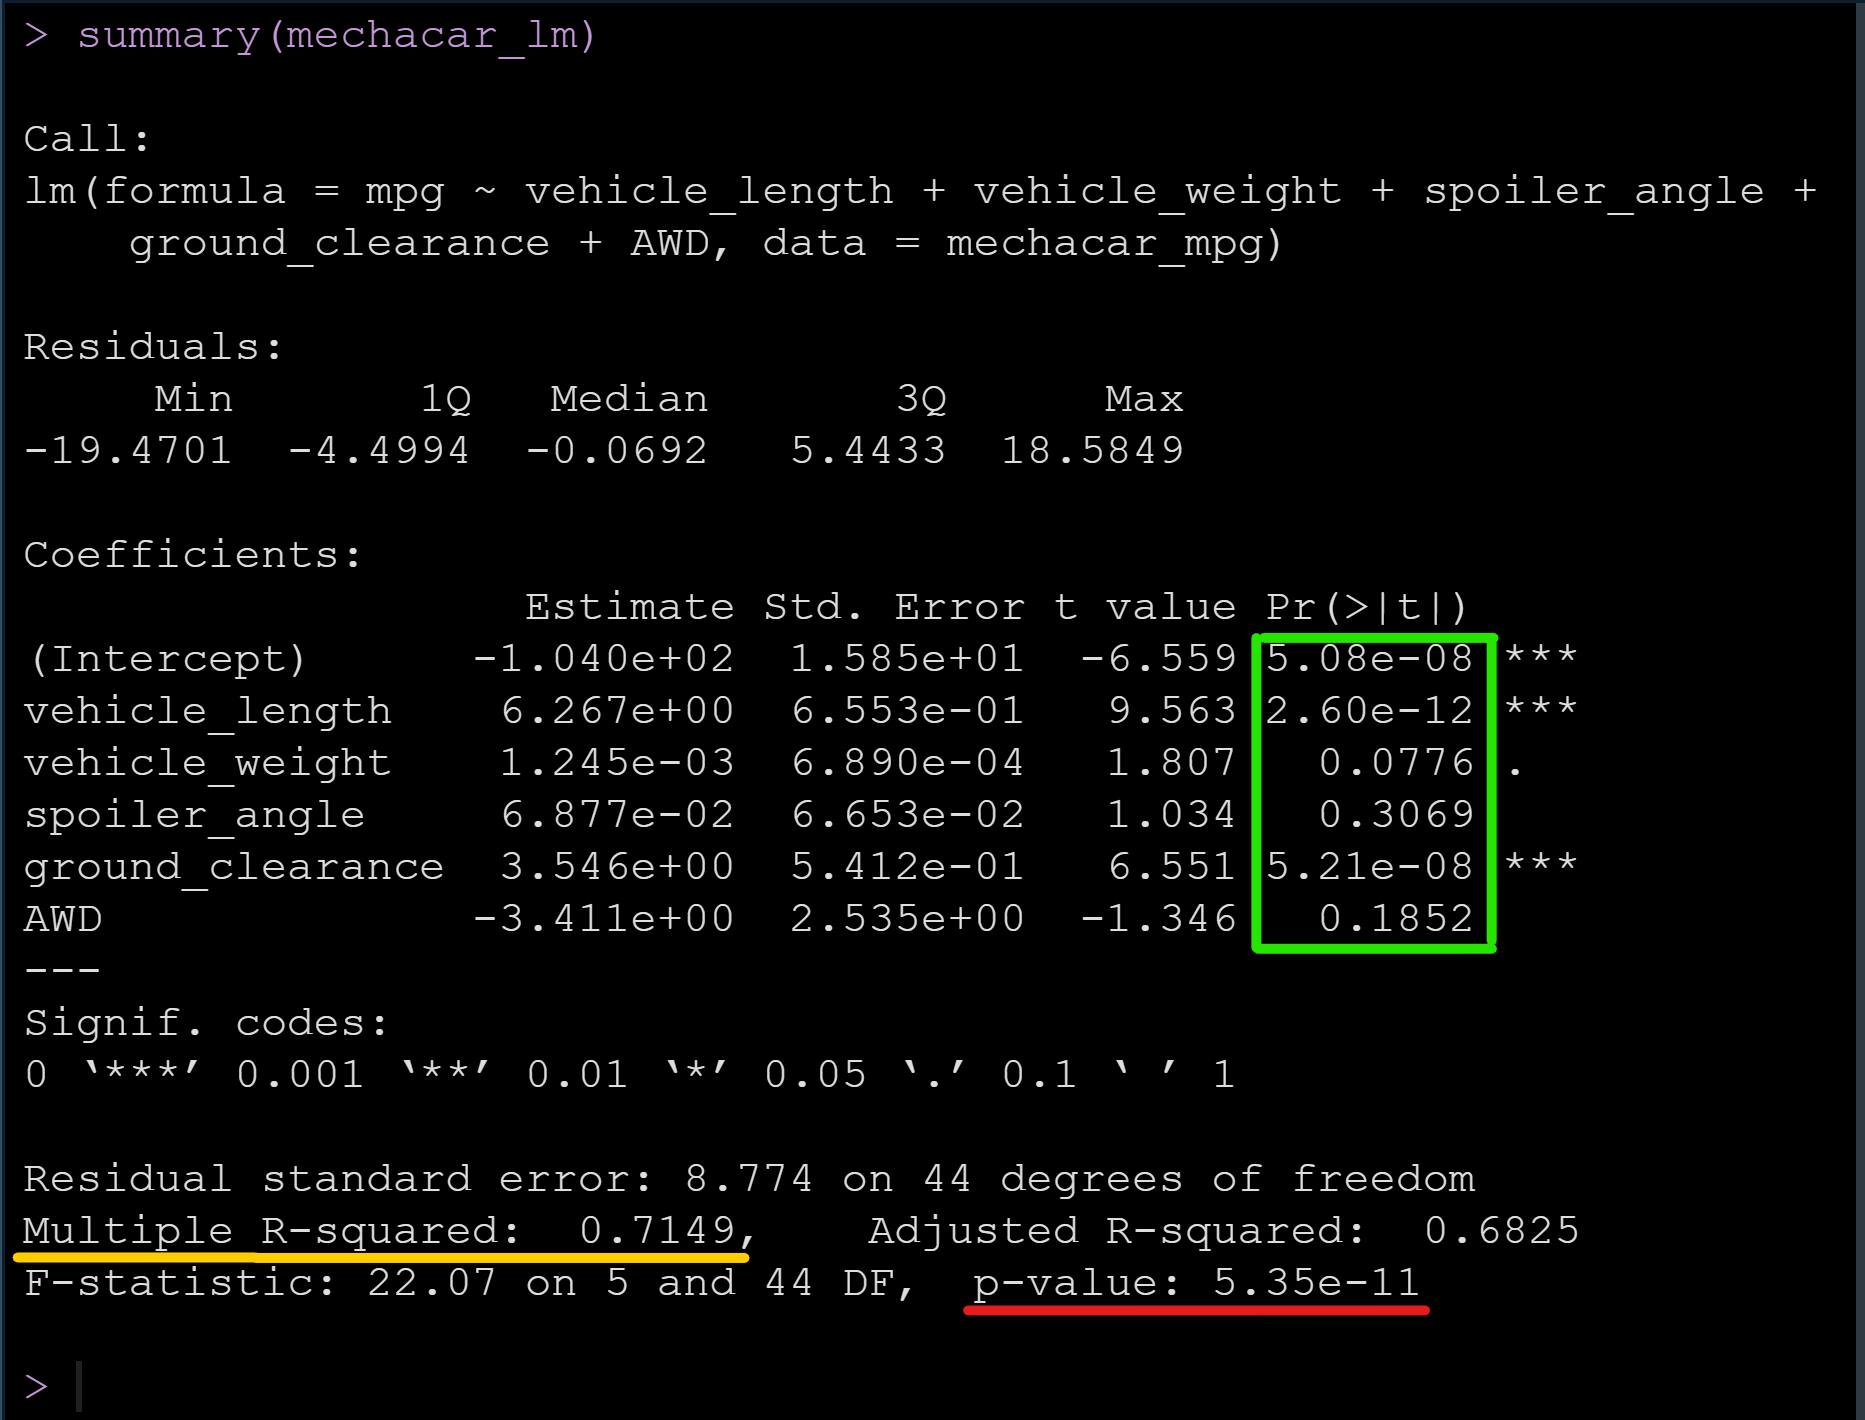 > summary(mechacar_lm)
Call:
lm(formula = mpg ~ vehicle_length + vehicle_weight + spoiler_angle +
    ground_clearance + AWD, data = mechacar_mpg)
Residuals:
     Min       1Q   Median       3Q      Max
-19.4701  -4.4994  -0.0692   5.4433  18.5849
Coefficients:
                   Estimate Std. Error t value Pr(>|t|)
(Intercept)      -1.040e+02  1.585e+01  -6.559 5.08e-08 ***
vehicle_length    6.267e+00  6.553e-01   9.563 2.60e-12 ***
vehicle_weight    1.245e-03  6.890e-04   1.807   0.0776 .
spoiler_angle     6.877e-02  6.653e-02   1.034   0.3069
ground_clearance  3.546e+00  5.412e-01   6.551 5.21e-08 ***
AWD              -3.411e+00  2.535e+00  -1.346   0.1852
---
Signif. codes:
0 ‘***’ 0.001 ‘**’ 0.01 ‘*’ 0.05 ‘.’ 0.1 ‘ ’ 1
Residual standard error: 8.774 on 44 degrees of freedom
Multiple R-squared:  0.7149,    Adjusted R-squared:  0.6825
F-statistic: 22.07 on 5 and 44 DF,  p-value: 5.35e-11
>